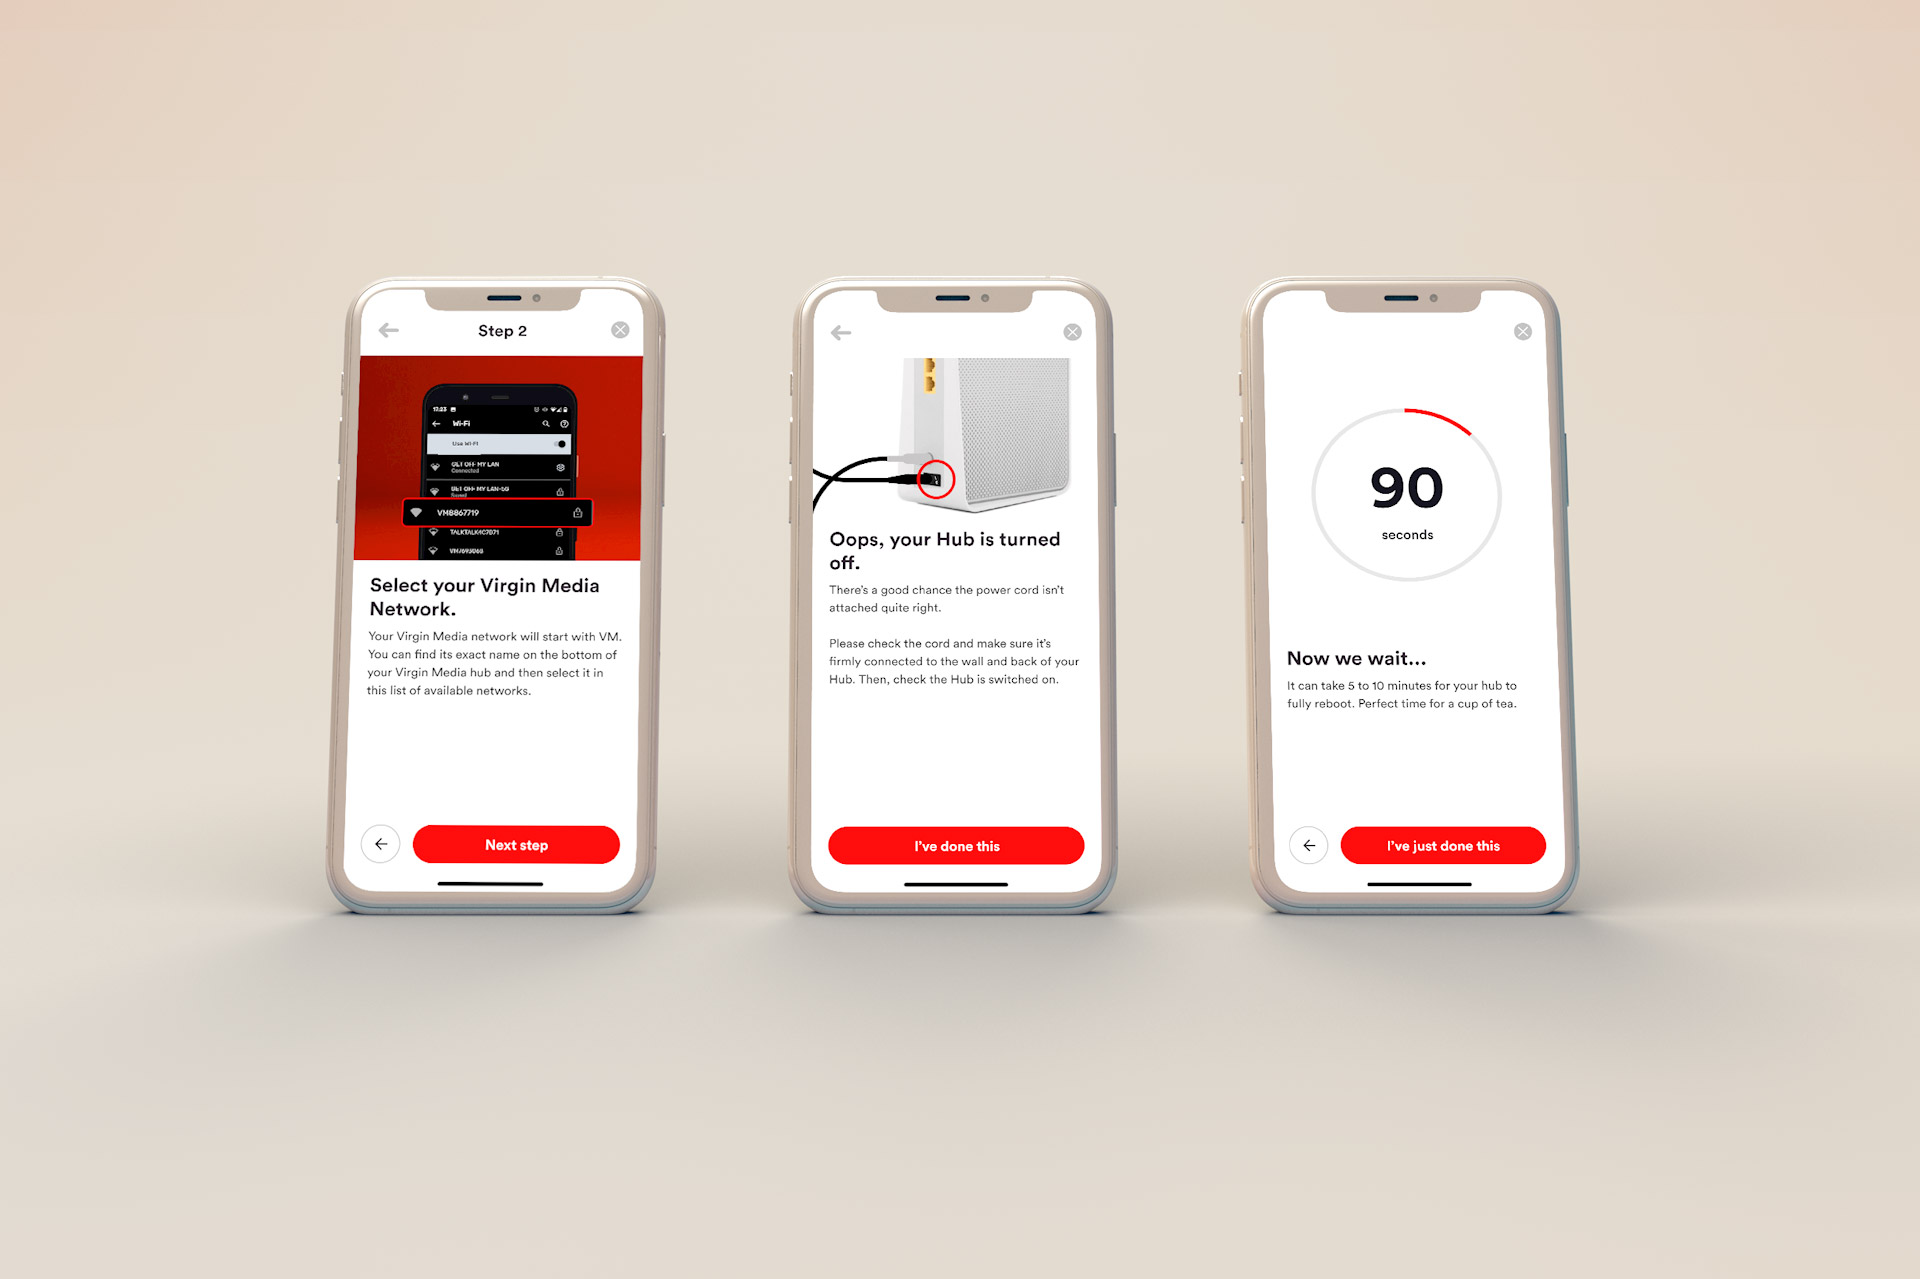 Step 2
17:23
Wi-Fi
Use Wi-Fi
GET OFF MY LAN
Connected
GET OFF MY LAN-5G
Saved
VM8867719
TALKTALK4C7071
Select your Virgin Media
Network.
Your Virgin Media network will start with VM.
You can find its exact name on the bottom of
your Virgin Media hub and then select it in
this list of available networks.
Next step
Oops, your Hub is turned
off.
There's a good chance the power cord isn't
attached quite right.
Please check the cord and make sure it's
firmly connected to the wall and back of your
Hub. Then, check the Hub is switched on.
I've done this
90
seconds
Now we wait...
It can take 5 to 10 minutes for your hub to
fully reboot. Perfect time for a cup of tea.
I've just done this